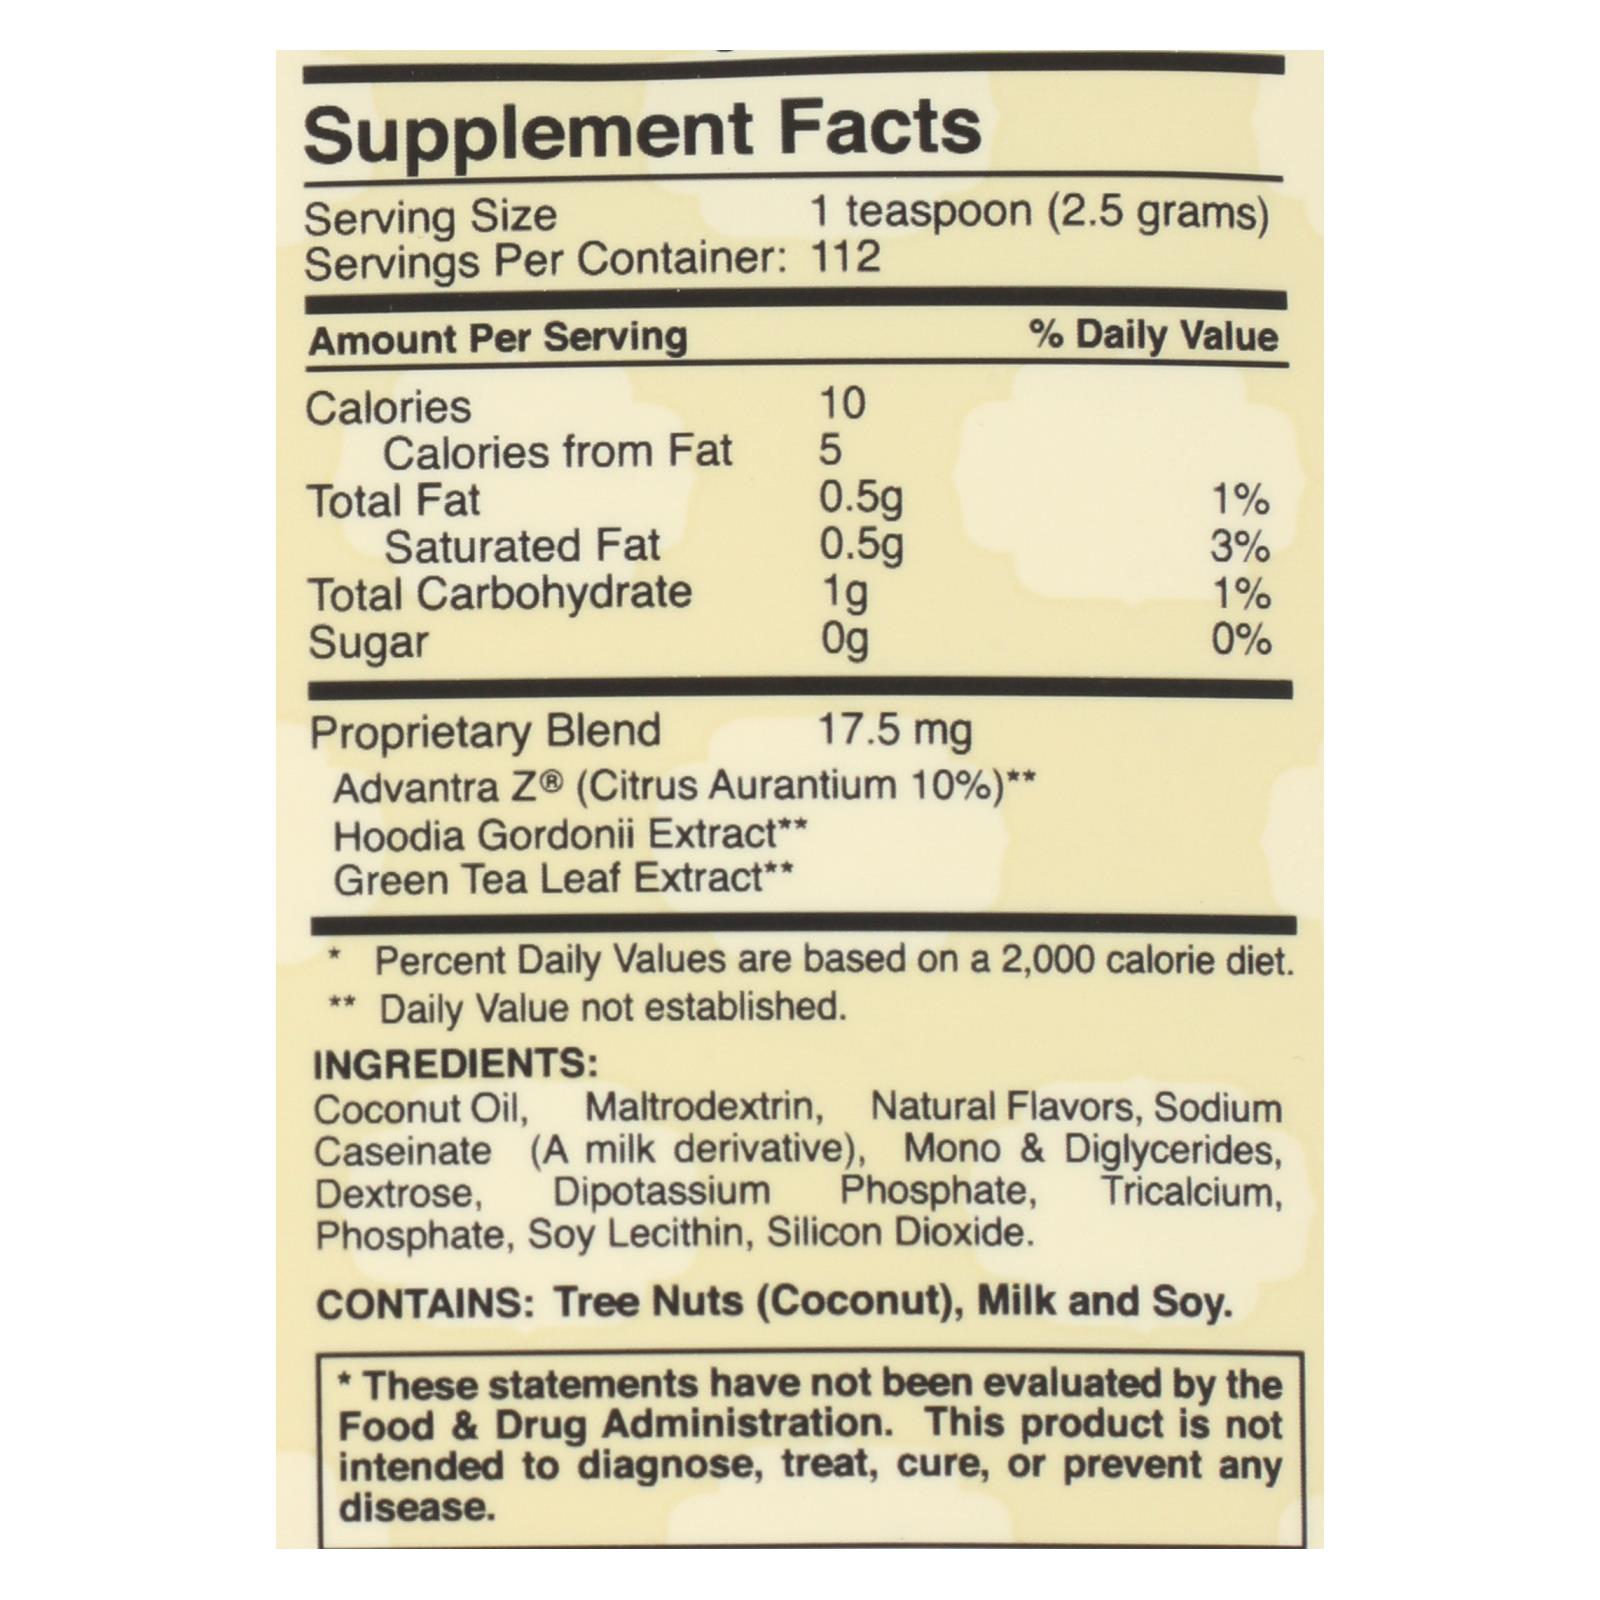 Supplement Facts
Serving Size 1 teaspoon (2.5 grams)
Servings Per Container: 112
Amount Per Serving % Daily Value
Calories 10
Calories from Fat 5
Total Fat 0.5g 1%
Saturated Fat 0.5g 3%
Total Carbohydrate 1g 1%
Sugar 0g 0%
Proprietary Blend 17.5 mg
Advantra Z® (Citrus Aurantium 10%)**
Hoodia Gordonii Extract**
Green Tea Leaf Extract**
* Percent Daily Values are based on a 2,000 calorie diet.
** Daily Value not established.
INGREDIENTS:
Coconut Oil, Maltrodextrin, Natural Flavors, Sodium
Caseinate (A milk derivative), Mono & Diglycerides,
Dextrose, Dipotassium Phosphate, Tricalcium,
Phosphate, Soy Lecithin, Silicon Dioxide.
CONTAINS: Tree Nuts (Coconut), Milk and Soy.
* These statements have not been evaluated by the
Food & Drug Administration. This product is not
intended to diagnose, treat, cure, or prevent any
disease.